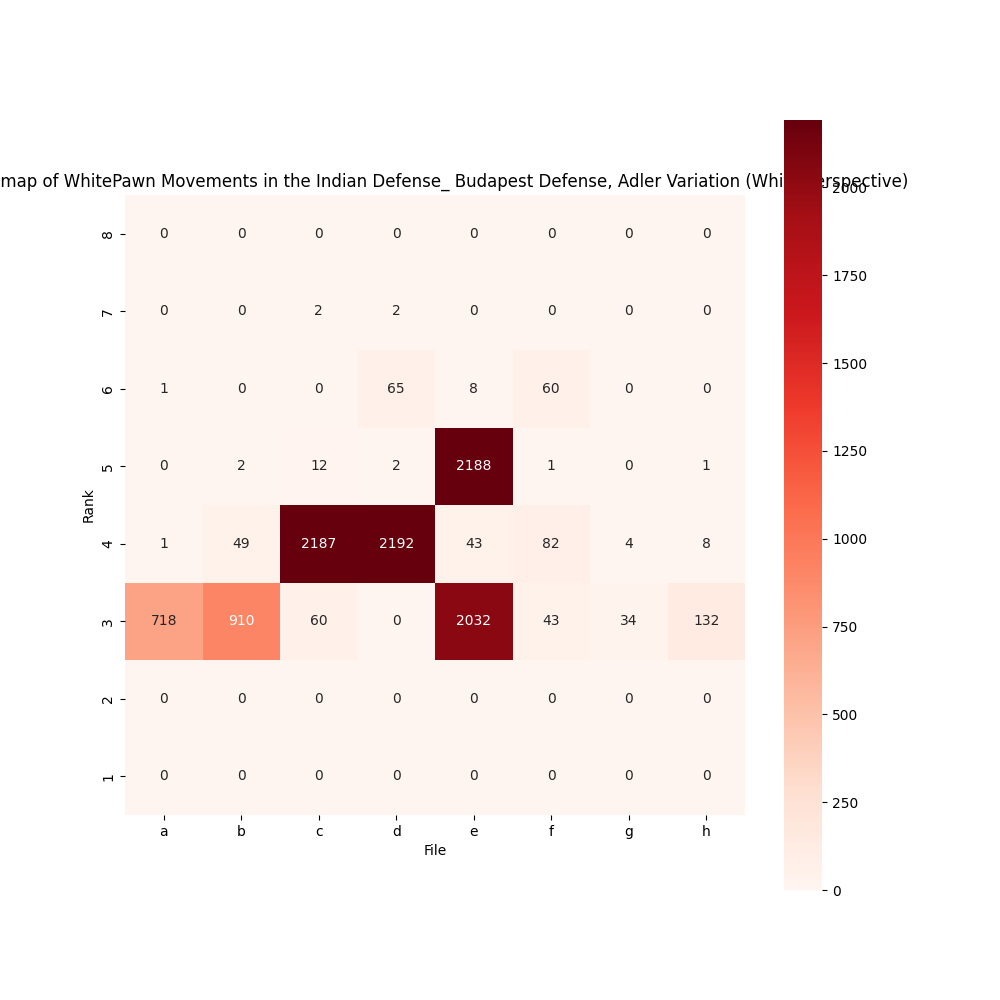 map of WhitePawn Movements in the Indian Defense_ Budapest Defense, Adler Variation (Whi erspective)
8 0 0 0 0 0 0 0 0
7 0 0 2 2 0 0 0 0
6 1 0 0 65 8 60 0 0
5 0 2 12 2 2188 1 0 1
4 1 49 2187 2192 43 82 4 8
3 718 910 60 0 2032 43 34 132
2 0 0 0 0 0 0 0 0
1 0 0 0 0 0 0 0 0
a b c d e f g h
File
Rank
2000
1750
1500
1250
1000
750
500
250
0